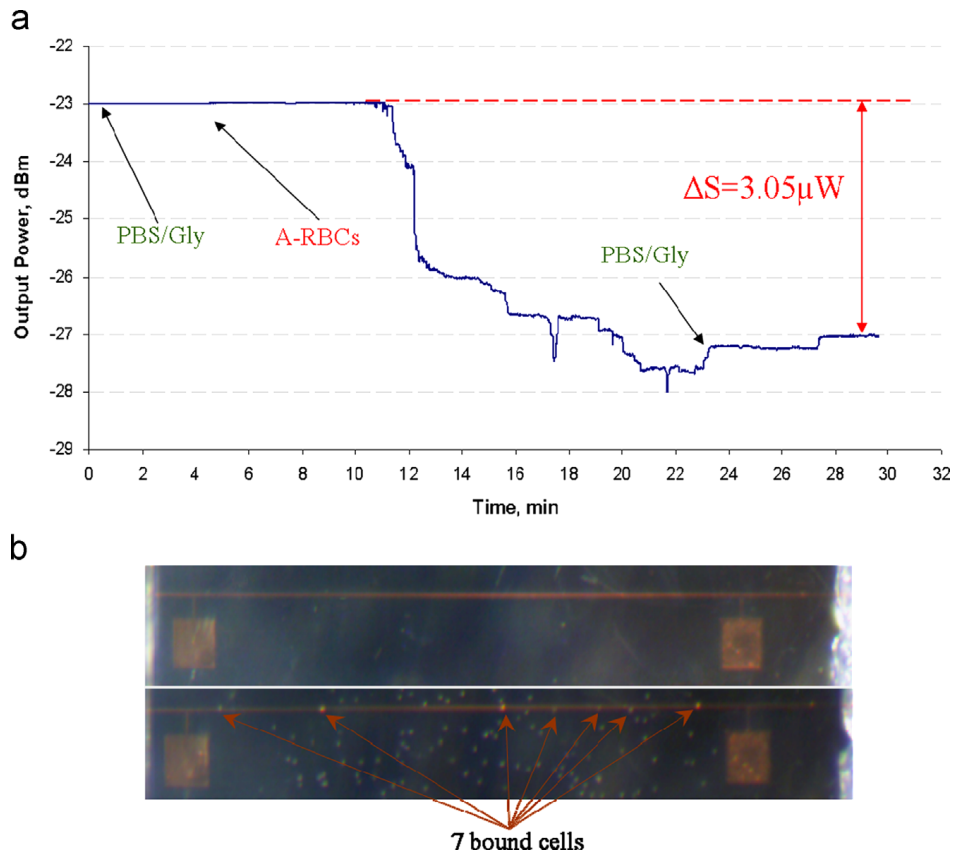 a
-22
-23
-24
-25
-26
-27
-28
-29
Output Power, dBm
PBS/Gly
A-RBCs
PBS/Gly
ΔS=3.05μW
0 2 4 6 8 10 12 14 16 18 20 22 24 26 28 30 32
Time, min
b
7 bound cells